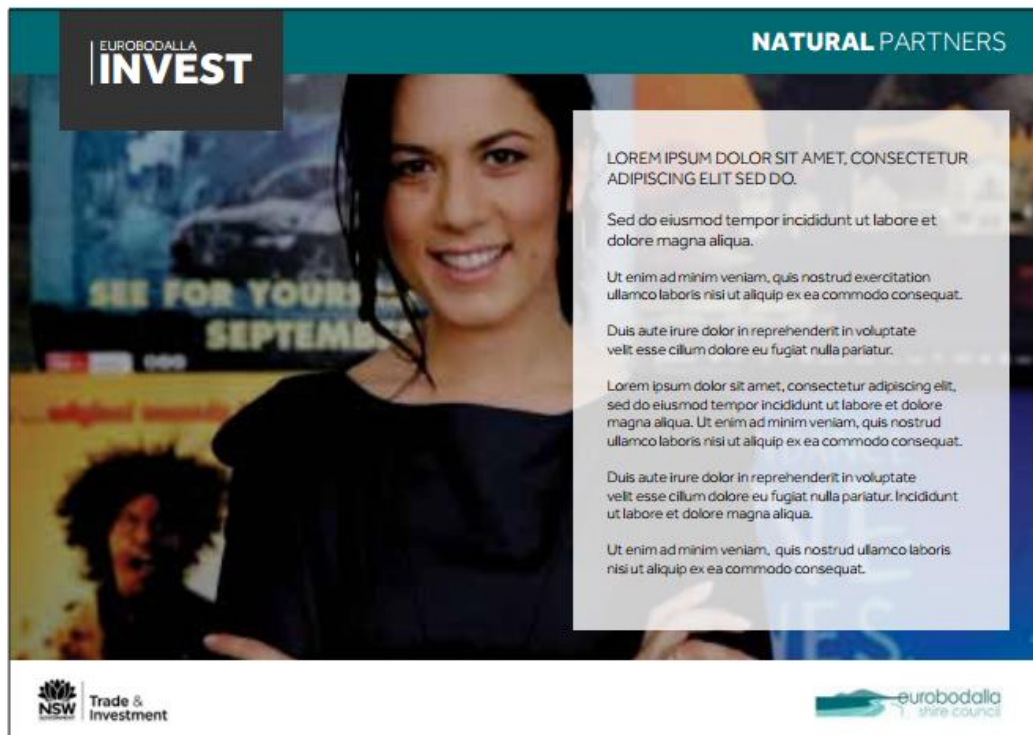 EUROBODALLA
INVEST
NATURAL PARTNERS
SEE FOR YOURS
SEPTEMB
original sounds
LOREM IPSUM DOLOR SIT AMET, CONSECTETUR
ADIPISCING ELIT SED DO.
Sed do eiusmod tempor incididunt ut labore et
dolore magna aliqua.
Ut enim ad minim veniam, quis nostrud exercitation
ullamco laboris nisi ut aliquip ex ea commodo consequat.
Duis aute irure dolor in reprehenderit in voluptate
velit esse cillum dolore eu fugiat nulla pariatur.
Lorem ipsum dolor sit amet, consectetur adipiscing elit,
sed do eiusmod tempor incididunt ut labore et dolore
magna aliqua. Ut enim ad minim veniam, quis nostrud
ullamco laboris nisi ut aliquip ex ea commodo consequat.
Duis aute irure dolor in reprehenderit in voluptate
velit esse cillum dolore eu fugiat nulla pariatur. Incididunt
ut labore et dolore magna aliqua.
Ut enim ad minim veniam, quis nostrud ullamco laboris
nisi ut aliquip ex ea commodo consequat.
NSW
GOVERNMENT
Trade &
Investment
eurobodalla
shire council